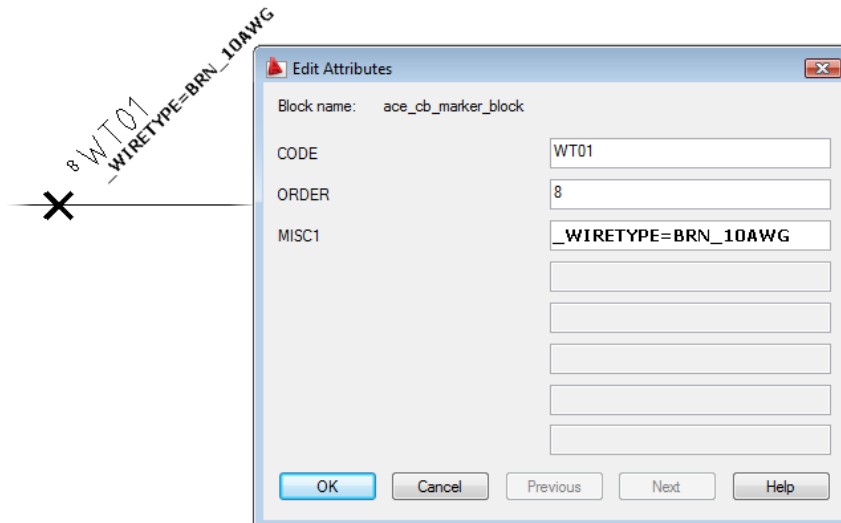 8 WT01
_WIRETYPE=BRN_10AWG
Edit Attributes
Block name: ace_cb_marker_block
CODE WT01
ORDER 8
MISC1 _WIRETYPE=BRN_10AWG
OK Cancel Previous Next Help